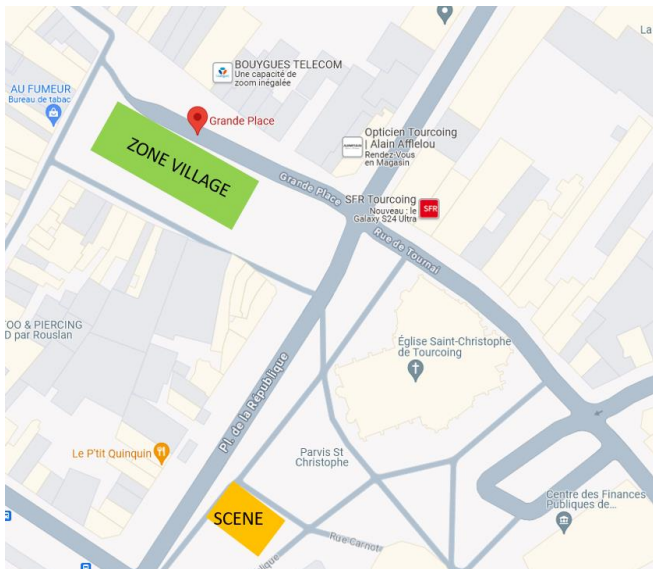 La
BOUYGUES TELECOM
Une capacité de
zoom inégalée
AU FUMEUR
Bureau de tabac
Grande Place
ZONE VILLAGE
Opticien Tourcoing
| Alain Afflelou
Rendez-Vous
en Magasin
Grande Place
SFR Tourcoing
Nouveau : le
Galaxy S24 Ultra
SFR
Rue de Tournai
OO & PIERCING
D par Rouslan
Église Saint-Christophe
de Tourcoing
Pl. de la République
Le P'tit Quinquin
Parvis St
Christophe
SCENE
Centre des Finances
Publiques de...
Rue Carnot
blique